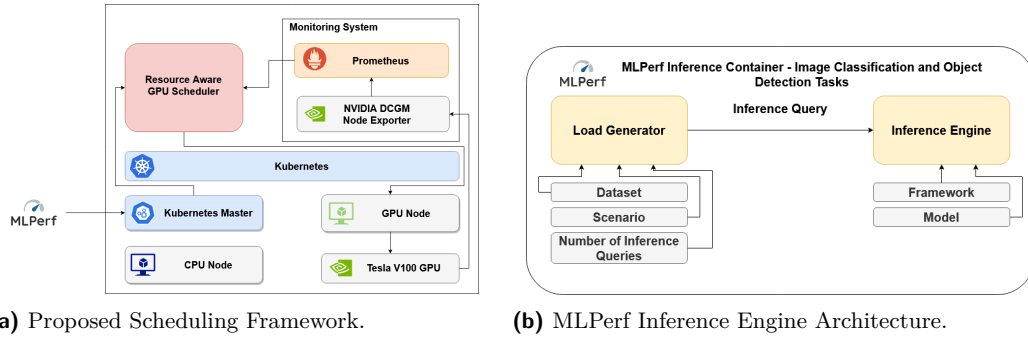 Monitoring System
Resource Aware
GPU Scheduler
Prometheus
NVIDIA DCGM
Node Exporter
Kubernetes
MLPerf
Kubernetes Master
GPU Node
CPU Node
Tesla V100 GPU
a) Proposed Scheduling Framework.
MLPerf
MLPerf Inference Container - Image Classification and Object
Detection Tasks
Inference Query
Load Generator
Inference Engine
Dataset
Scenario
Number of Inference
Queries
Framework
Model
(b) MLPerf Inference Engine Architecture.